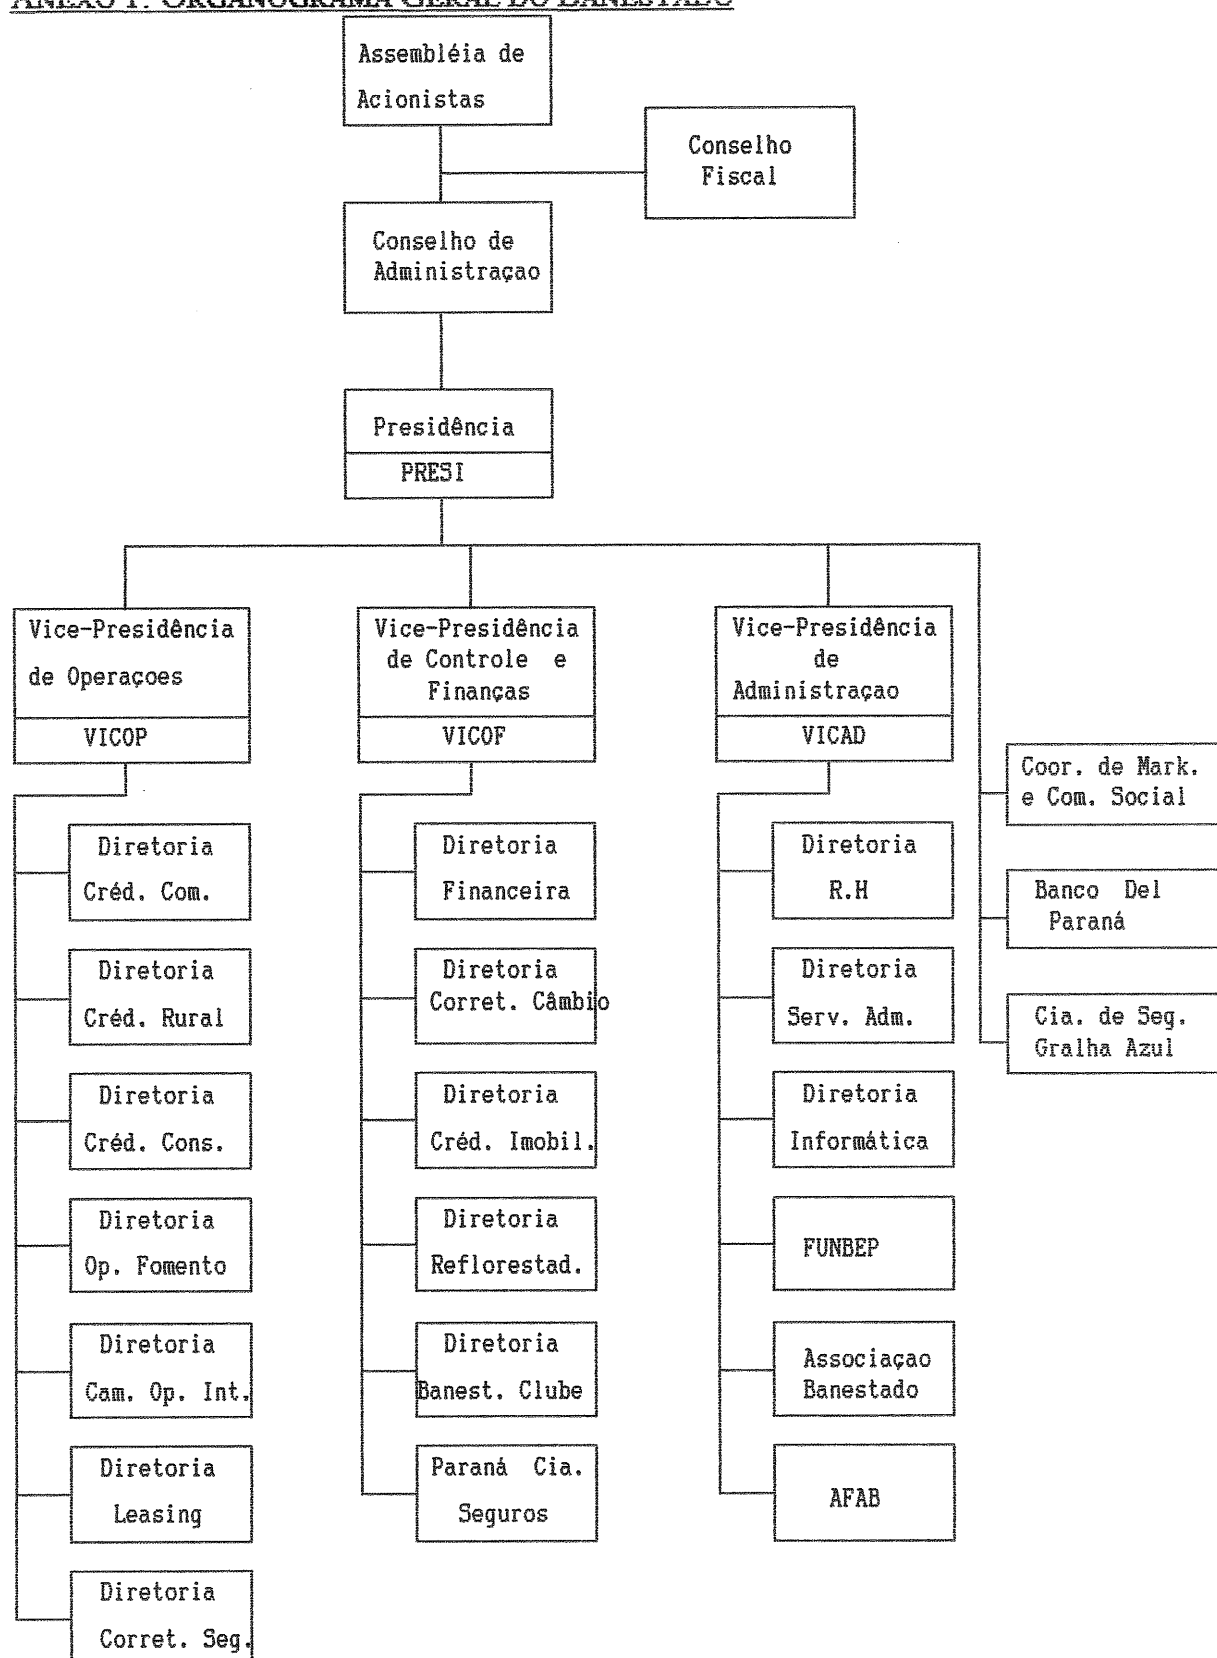 ANEXO 1: ORGANOGRAMA GERAL DO BANESTADO
Assembléia de
Acionistas
Conselho
Fiscal
Conselho de
Administraçao
Presidência
PRESI
Vice-Presidência
de Operaçoes
VICOP
Vice-Presidência
de Controle e
Finanças
VICOF
Vice-Presidência
de
Administraçao
VICAD
Coor. de Mark.
e Com. Social
Banco Del
Paraná
Cia. de Seg.
Gralha Azul
Diretoria
Créd. Com.
Diretoria
Créd. Rural
Diretoria
Créd. Cons.
Diretoria
Op. Fomento
Diretoria
Cam. Op. Int.
Diretoria
Leasing
Diretoria
Corret. Seg.
Diretoria
Financeira
Diretoria
Corret. Câmbio
Diretoria
Créd. Imobil.
Diretoria
Reflorestad.
Diretoria
Banest. Clube
Paraná Cia.
Seguros
Diretoria
R.H
Diretoria
Serv. Adm.
Diretoria
Informática
FUNBEP
Associaçao
Banestado
AFAB